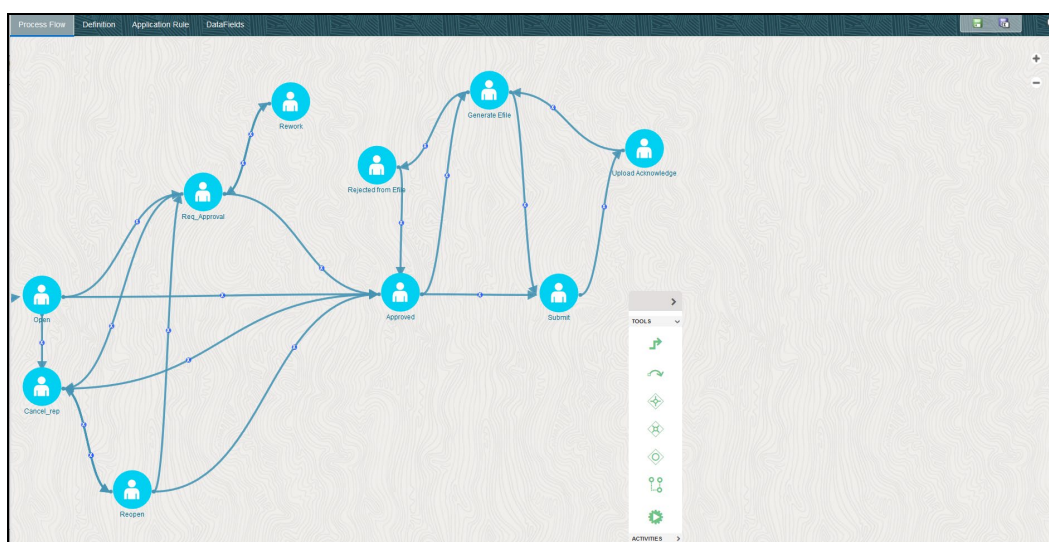 Process Flow Definition Application Rule DataFields
Rework
Generate Efile
Rejected from Efile
Upload Acknowledge
Req_Approval
Open
Approved
Submit
Cancel_rep
Reopen
TOOLS
ACTIVITIES